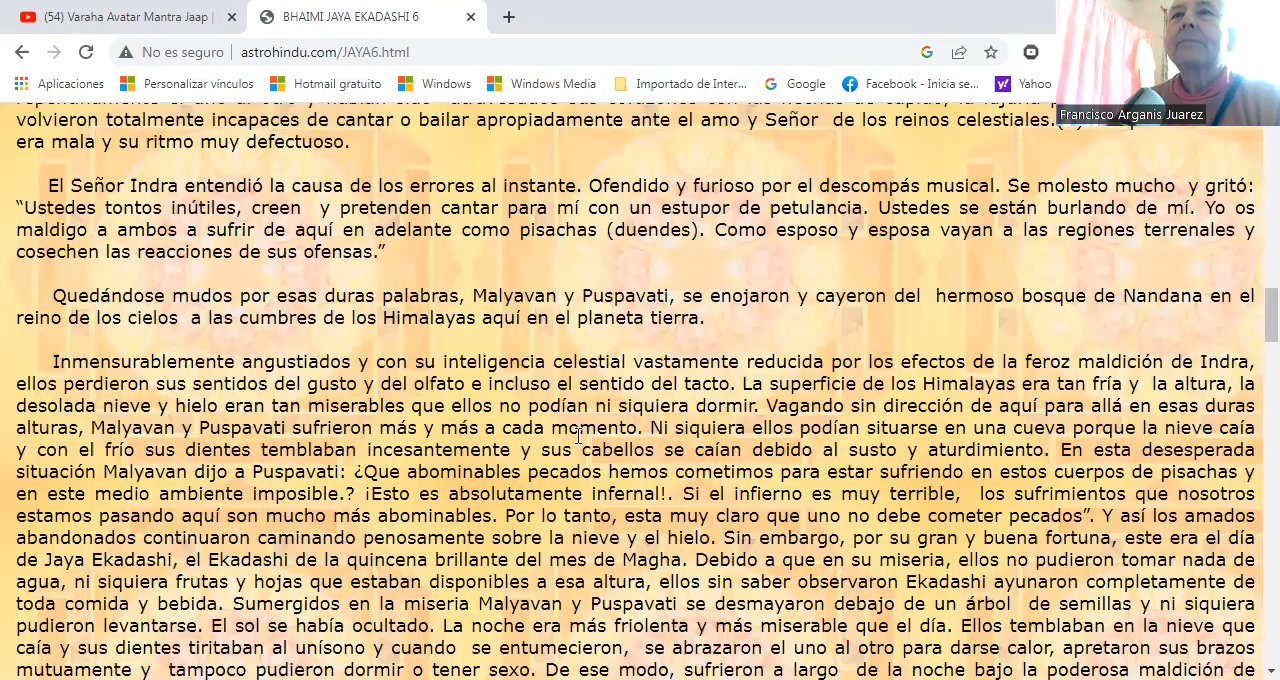 (54) Varaha Avatar Mantra Jaap |
BHAIMI JAYA EKADASHI 6
No es seguro
astrohindu.com/JAYA6.html
Aplicaciones
Personalizar vínculos
Hotmail gratuito
Windows
Windows Media
Importado de Inter...
Google
Facebook - Inicia se...
Yahoo
Francisco Arganis Juarez
volvieron totalmente incapaces de cantar o bailar apropiadamente ante el amo y Señor de los reinos celestiales.
era mala y su ritmo muy defectuoso.
El Señor Indra entendió la causa de los errores al instante. Ofendido y furioso por el descompás musical. Se molesto mucho y gritó:
“Ustedes tontos inútiles, creen y pretenden cantar para mí con un estupor de petulancia. Ustedes se están burlando de mí. Yo os
maldigo a ambos a sufrir de aquí en adelante como pisachas (duendes). Como esposo y esposa vayan a las regiones terrenales y
cosechen las reacciones de sus ofensas.”
Quedándose mudos por esas duras palabras, Malyavan y Puspavati, se enojaron y cayeron del hermoso bosque de Nandana en el
reino de los cielos a las cumbres de los Himalayas aquí en el planeta tierra.
Inmensurablemente angustiados y con su inteligencia celestial vastamente reducida por los efectos de la feroz maldición de Indra,
ellos perdieron sus sentidos del gusto y del olfato e incluso el sentido del tacto. La superficie de los Himalayas era tan fría y la altura, la
desolada nieve y hielo eran tan miserables que ellos no podían ni siquiera dormir. Vagando sin dirección de aquí para allá en esas duras
alturas, Malyavan y Puspavati sufrieron más y más a cada momento. Ni siquiera ellos podían situarse en una cueva porque la nieve caía
y con el frío sus dientes temblaban incesantemente y sus cabellos se caían debido al susto y aturdimiento. En esta desesperada
situación Malyavan dijo a Puspavati: ¿Que abominables pecados hemos cometimos para estar sufriendo en estos cuerpos de pisachas y
en este medio ambiente imposible.? ¡Esto es absolutamente infernal!. Si el infierno es muy terrible, los sufrimientos que nosotros
estamos pasando aquí son mucho más abominables. Por lo tanto, esta muy claro que uno no debe cometer pecados”. Y así los amados
abandonados continuaron caminando penosamente sobre la nieve y el hielo. Sin embargo, por su gran y buena fortuna, este era el día
de Jaya Ekadashi, el Ekadashi de la quincena brillante del mes de Magha. Debido a que en su miseria, ellos no pudieron tomar nada de
agua, ni siquiera frutas y hojas que estaban disponibles a esa altura, ellos sin saber observaron Ekadashi ayunaron completamente de
toda comida y bebida. Sumergidos en la miseria Malyavan y Puspavati se desmayaron debajo de un árbol de semillas y ni siquiera
pudieron levantarse. El sol se había ocultado. La noche era más friolenta y más miserable que el día. Ellos temblaban en la nieve que
caía y sus dientes tiritaban al unísono y cuando se entumecieron, se abrazaron el uno al otro para darse calor, apretaron sus brazos
mutuamente y tampoco pudieron dormir o tener sexo. De ese modo, sufrieron a largo de la noche bajo la poderosa maldición de